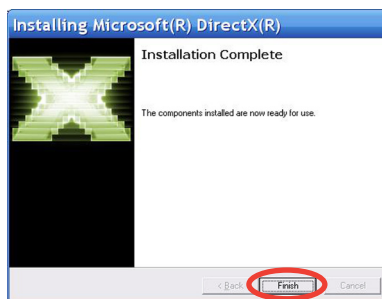 Installing Microsoft(R) DirectX(R)
Installation Complete
The components installed are now ready for use.
< Back
Finish
Cancel